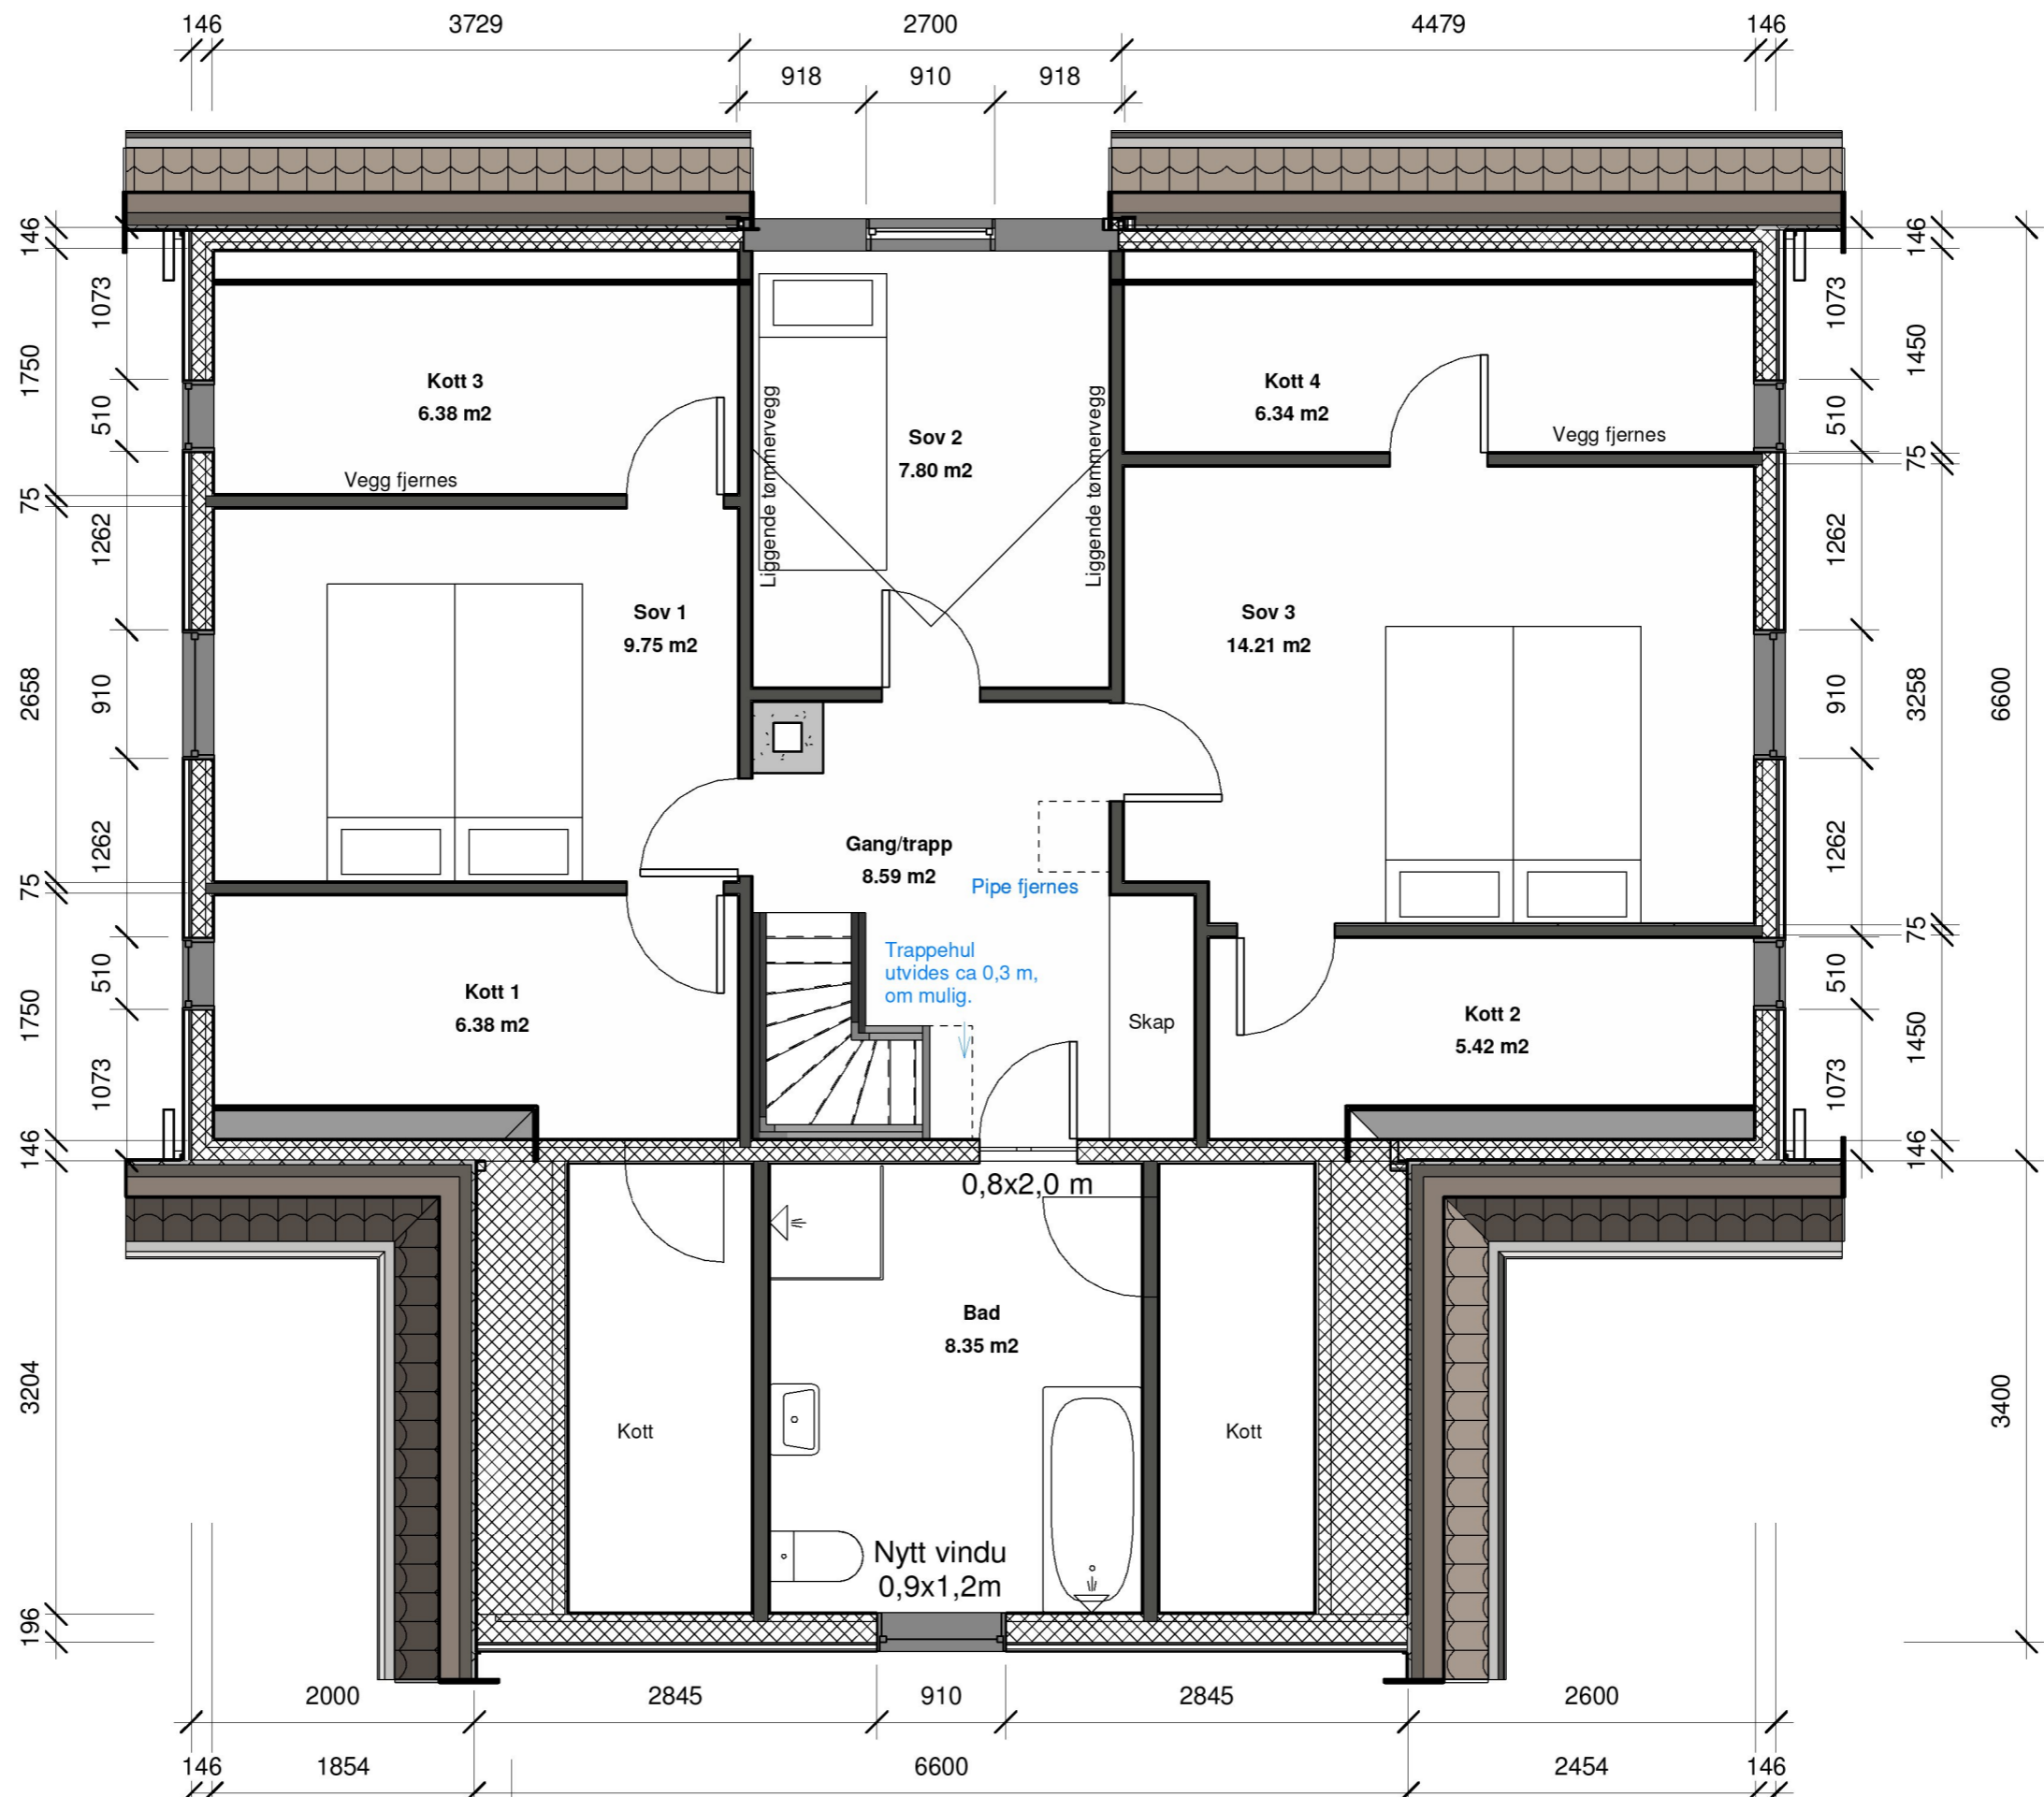 146 3729 2700 4479 146
918 910 918
146
1073
1750
510
75
1262
2658
910
1262
75
510
1750
1073
146
3204
196
Kott 3
6.38 m2
Vegg fjernes
Liggende tømmervegg
Sov 2
7.80 m2
Liggende tømmervegg
Kott 4
6.34 m2
Vegg fjernes
Sov 1
9.75 m2
Sov 3
14.21 m2
Gang/trapp
8.59 m2
Pipe fjernes
Trappehul
utvides ca 0,3 m,
om mulig.
Kott 1
6.38 m2
Skap
Kott 2
5.42 m2
0,8x2,0 m
Bad
8.35 m2
Kott
Kott
Nytt vindu
0,9x1,2m
146
1073
1450
510
75
1262
910
3258
6600
1262
75
510
1450
1073
146
3400
2000 2845 910 2845 2600
146 1854 6600 2454 146